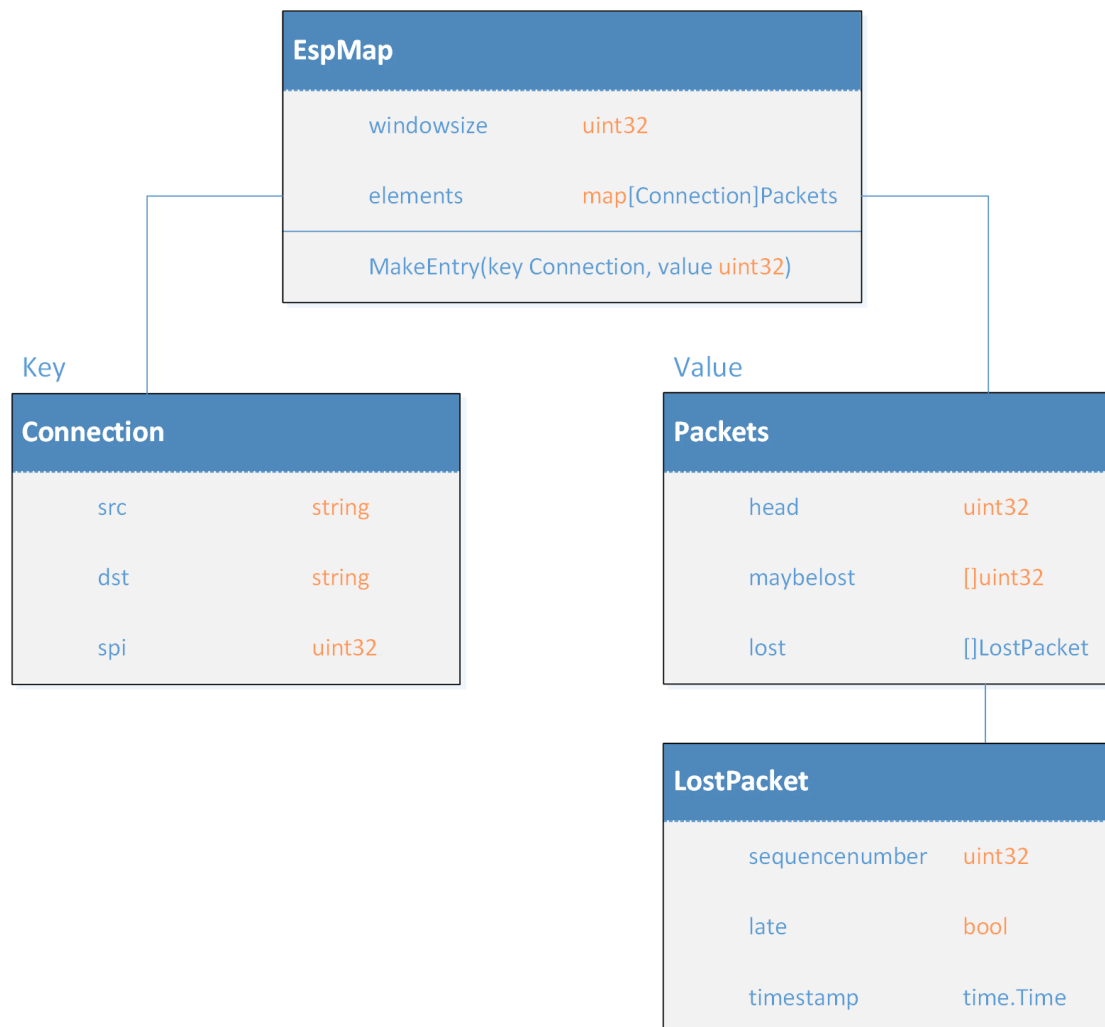 EspMap
windowsize uint32
elements map[Connection]Packets
MakeEntry(key Connection, value uint32)
Key
Value
Connection
src string
dst string
spi uint32
Packets
head uint32
maybelost []uint32
lost []LostPacket
LostPacket
sequencenumber uint32
late bool
timestamp time.Time